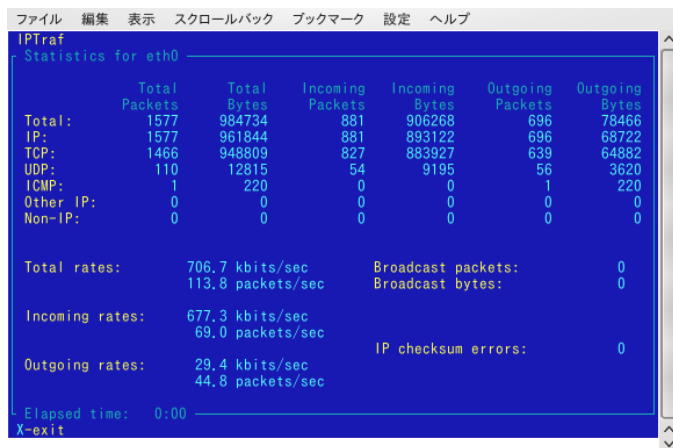 ファイル 編集 表示 スクロールバック ブックマーク 設定 ヘルプ
IPTraf
Statistics for eth0
Total Total Incoming Incoming Outgoing Outgoing
Packets Bytes Packets Bytes Packets Bytes
Total: 1577 984734 881 906268 696 78466
IP: 1577 961844 881 893122 696 68722
TCP: 1466 948809 827 883927 639 64882
UDP: 110 12815 54 9195 56 3620
ICMP: 1 220 0 0 1 220
Other IP: 0 0 0 0 0 0
Non-IP: 0 0 0 0 0 0
Total rates: 706.7 kbits/sec Broadcast packets: 0
113.8 packets/sec Broadcast bytes: 0
Incoming rates: 677.3 kbits/sec
69.0 packets/sec
IP checksum errors: 0
Outgoing rates: 29.4 kbits/sec
44.8 packets/sec
Elapsed time: 0:00
X-exit